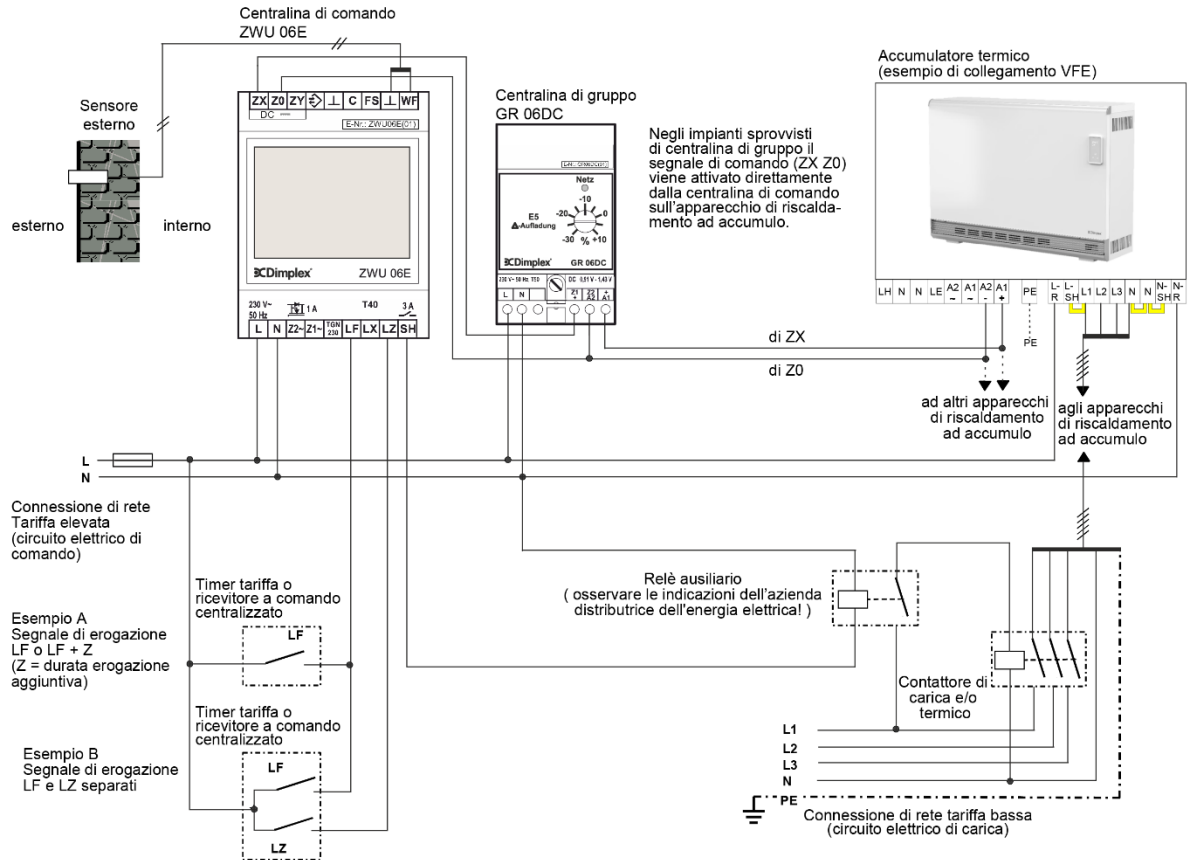 Centralina di comando
ZWU 06E
Sensore
esterno
esterno
interno
ZX Z0 ZY ⊥ C FS ⊥ WF
DC
E-Nr.: ZWU06E(01)
Dimplex
ZWU 06E
230 V~
50 Hz
1 A
T40
3 A
L N Z2~ Z1~ TGN 230 LF LX LZ SH
Centralina di gruppo
GR 06DC
E-Nr.: GR06DC(01)
Netz
-10
-20
0
-30 % +10
E5
Aufladung
Dimplex
GR 06DC
230 V~ 50 Hz T50
DC 0,91 V - 1,43 V
L N
Z1 +
Z2 A2 -
+ A1
Negli impianti sprovvisti
di centralina di gruppo il
segnale di comando (ZX Z0)
viene attivato direttamente
dalla centralina di comando
sull'apparecchio di riscalda-
mento ad accumulo.
Accumulatore termico
(esempio di collegamento VFE)
LH N N LE A2 ~ A1 ~ A2 - A1 + PE L-R L-SH L1 L2 L3 N N N-SH N-R
PE
di ZX
di Z0
ad altri apparecchi
di riscaldamento
ad accumulo
agli apparecchi
di riscaldamento
ad accumulo
L
N
Connessione di rete
Tariffa elevata
(circuito elettrico di
comando)
Timer tariffa o
ricevitore a comando
centralizzato
LF
Esempio A
Segnale di erogazione
LF o LF + Z
(Z = durata erogazione
aggiuntiva)
Timer tariffa o
ricevitore a comando
centralizzato
LF
LZ
Esempio B
Segnale di erogazione
LF e LZ separati
Relè ausiliario
( osservare le indicazioni dell'azienda
distributrice dell'energia elettrica! )
Contattore di
carica e/o
termico
L1
L2
L3
N
PE
Connessione di rete tariffa bassa
(circuito elettrico di carica)